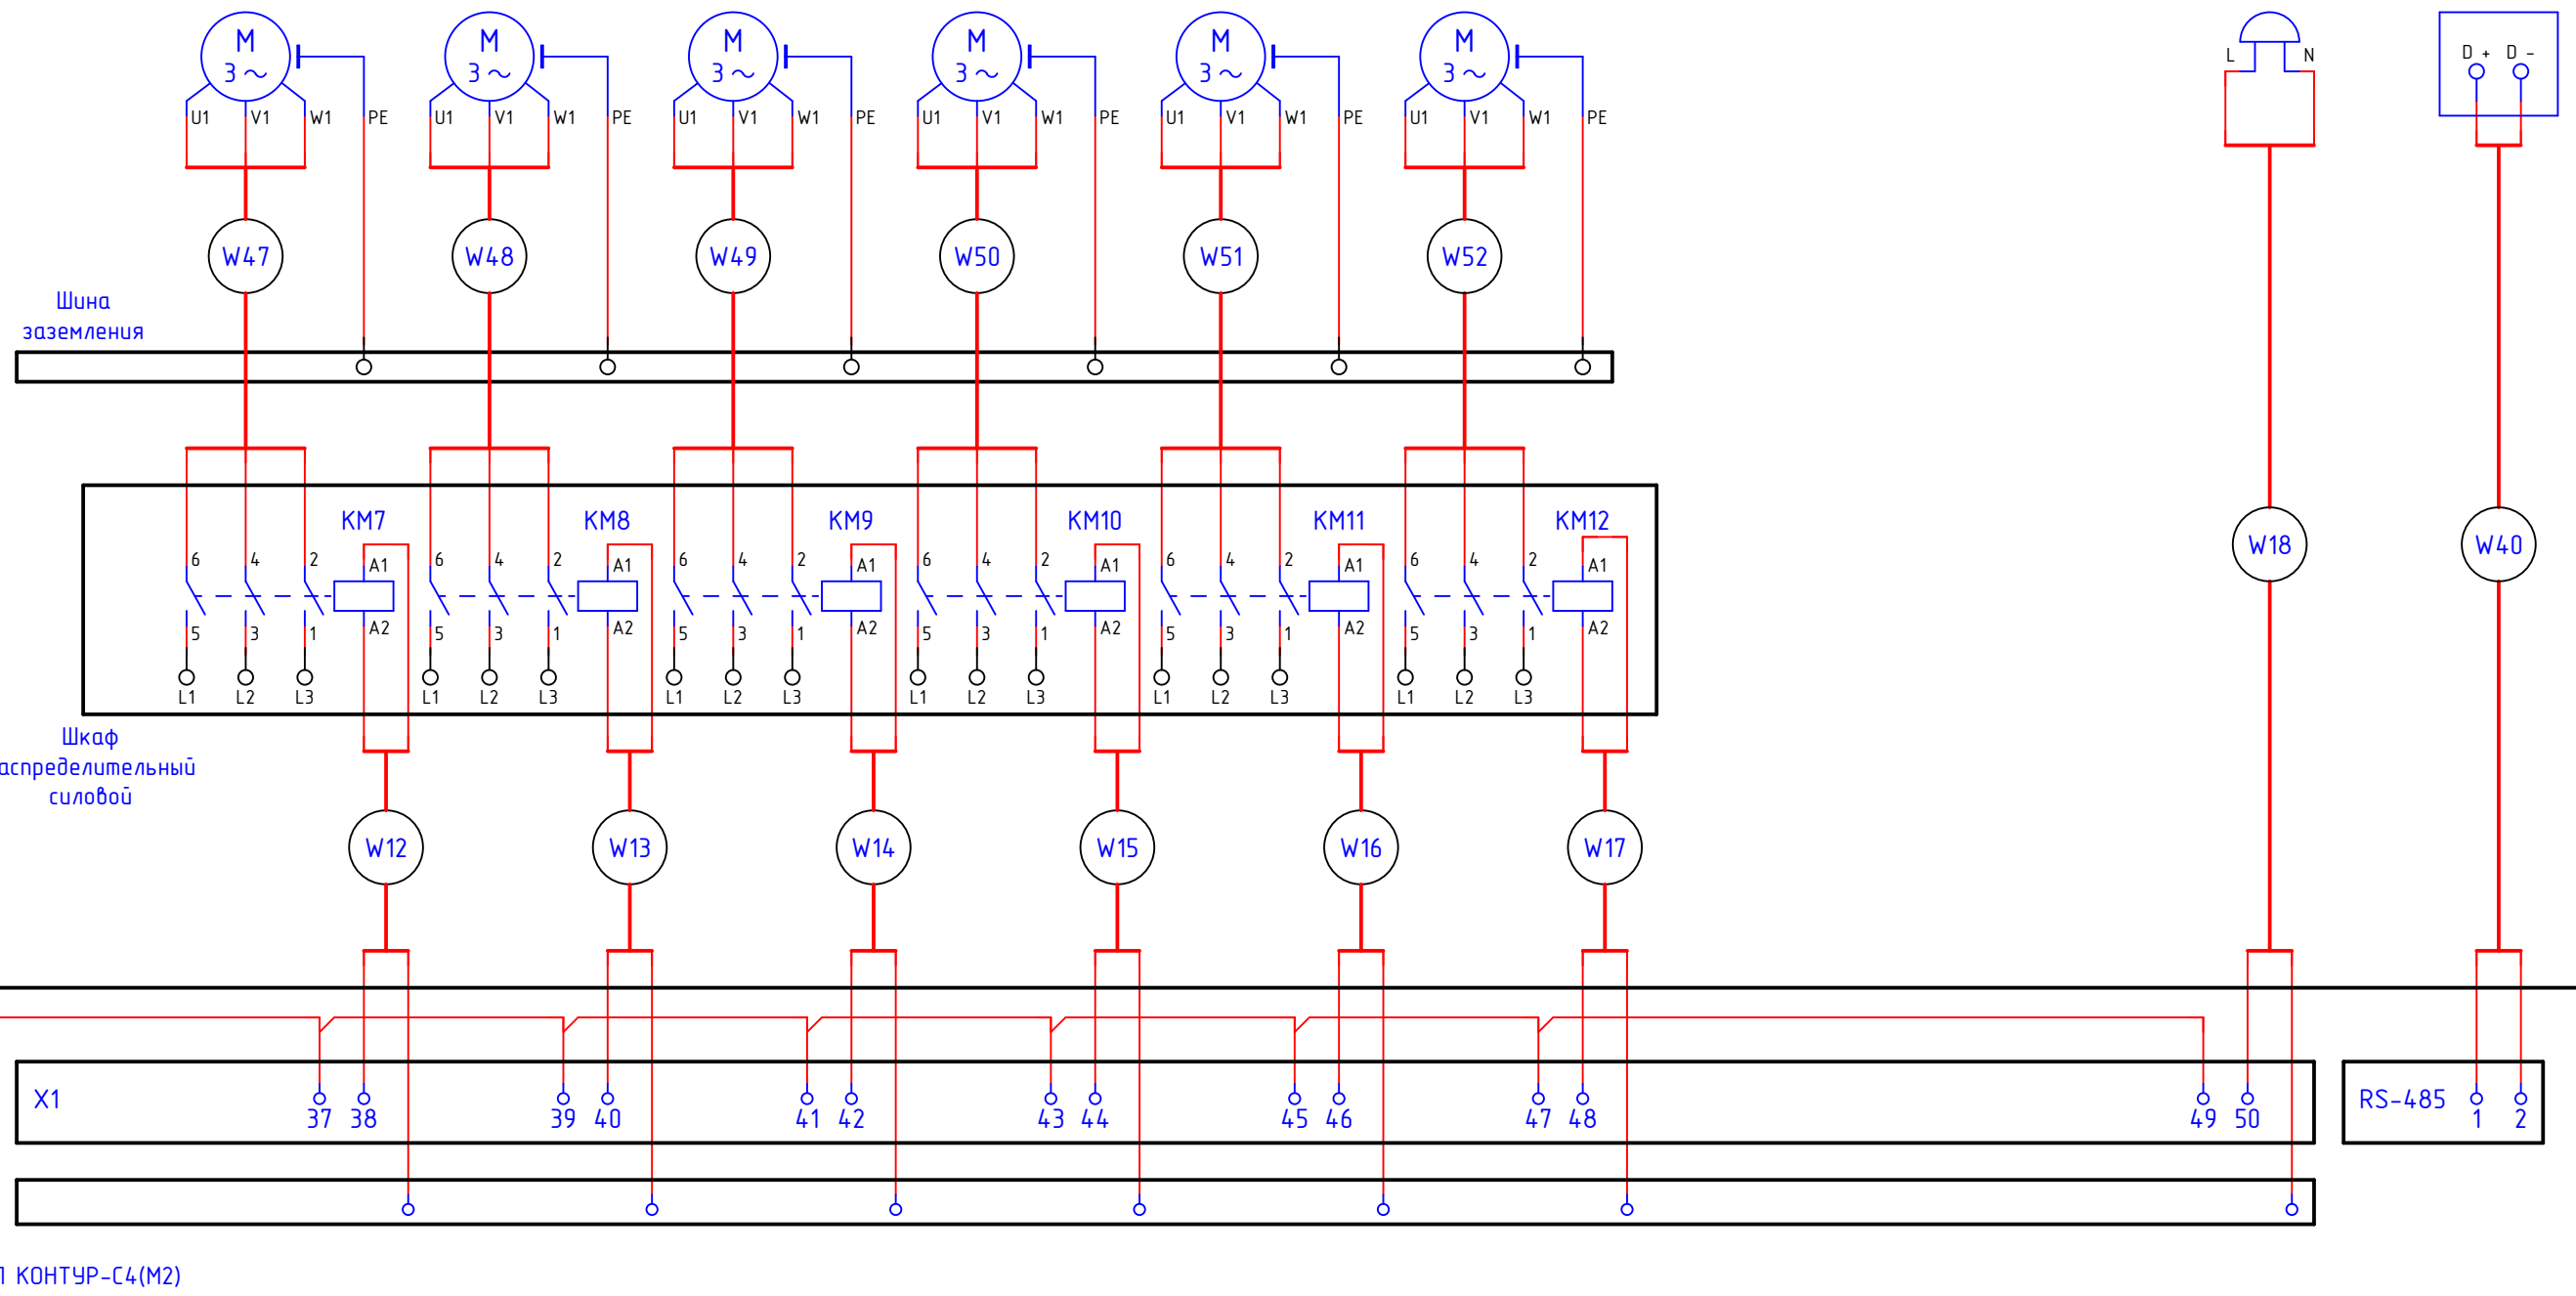 M M M M M M
3 ~ 3 ~ 3 ~ 3 ~ 3 ~ 3 ~
L N D + D -
U1 V1 W1 PE U1 V1 W1 PE U1 V1 W1 PE U1 V1 W1 PE U1 V1 W1 PE U1 V1 W1 PE
W47 W48 W49 W50 W51 W52
Шина
заземления
KM7 KM8 KM9 KM10 KM11 KM12
W18 W40
6 4 2 A1 6 4 2 A1 6 4 2 A1 6 4 2 A1 6 4 2 A1 6 4 2 A1
5 3 1 A2 5 3 1 A2 5 3 1 A2 5 3 1 A2 5 3 1 A2 5 3 1 A2
L1 L2 L3 L1 L2 L3 L1 L2 L3 L1 L2 L3 L1 L2 L3 L1 L2 L3
Шкаф
аспределительный
силовой
W12 W13 W14 W15 W16 W17
X1 37 38 39 40 41 42 43 44 45 46 47 48 49 50
RS-485 1 2
КОНТУР-С4(М2)